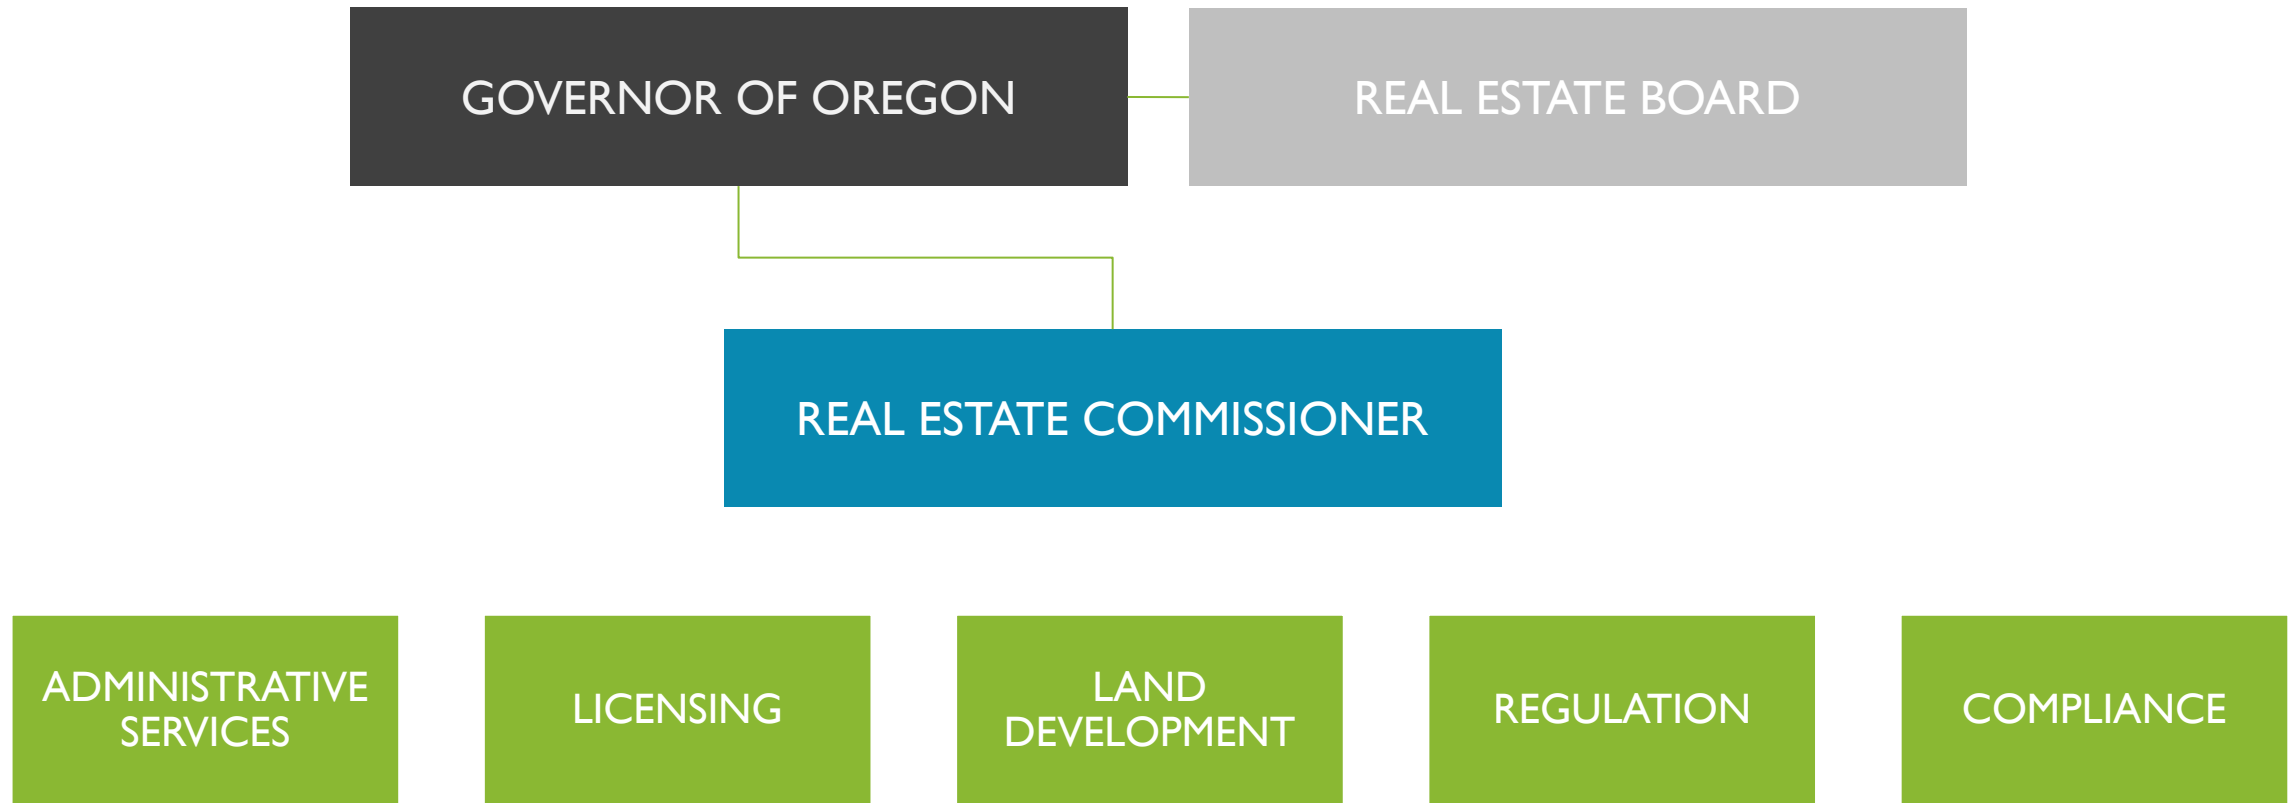 GOVERNOR OF OREGON
REAL ESTATE BOARD
REAL ESTATE COMMISSIONER
ADMINISTRATIVE
SERVICES
LICENSING
LAND
DEVELOPMENT
REGULATION
COMPLIANCE